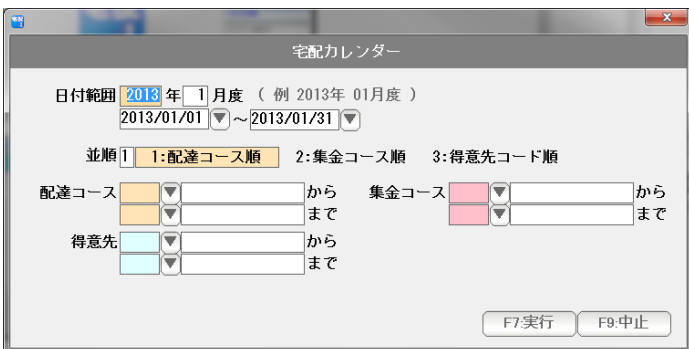 宅配カレンダー
日付範囲 2013 年 1 月度 ( 例 2013年 01月度 )
2013/01/01 ~ 2013/01/31
並順 1 1:配達コース順 2:集金コース順 3:得意先コード順
配達コース から 集金コース から
まで まで
得意先 から
まで
F7:実行 F9:中止